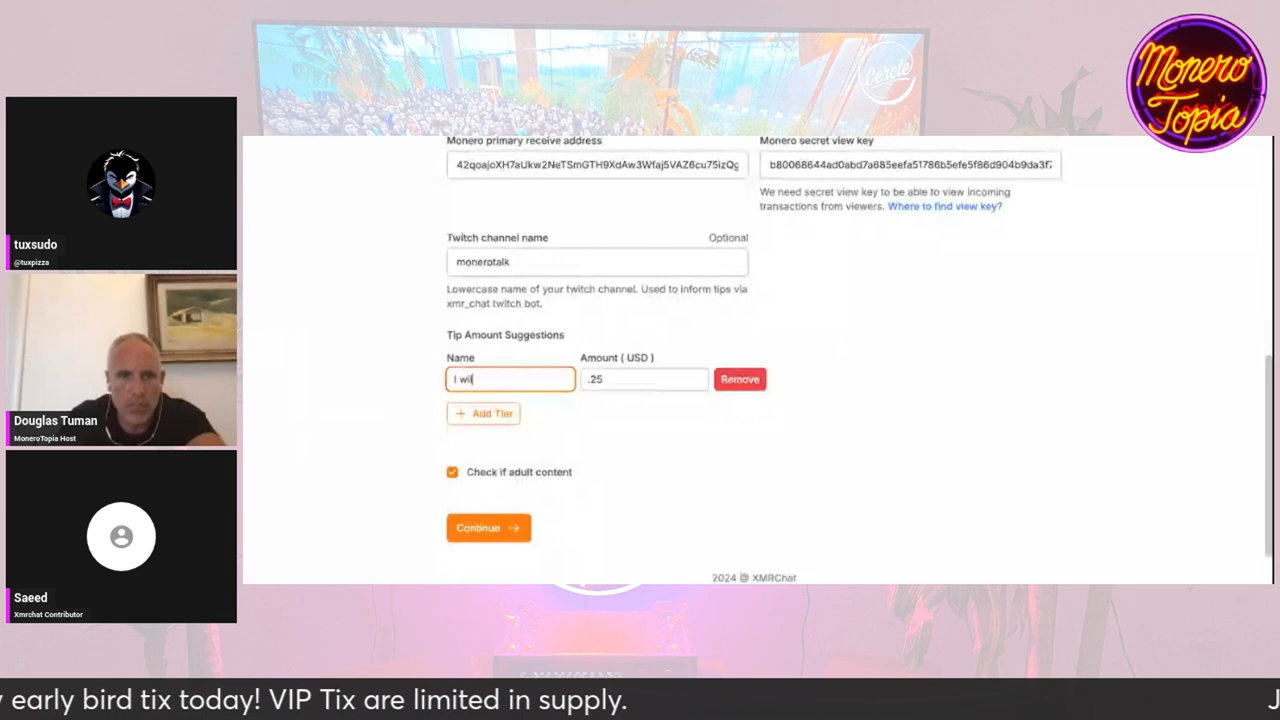 Cercle
Monero
Topia
Monero primary receive address
Monero secret view key
We need secret view key to be able to view incoming
transactions from viewers. Where to find view key?
Twitch channel name
Optional
monerotalk
Lowercase name of your twitch channel. Used to inform tips via
xmr_chat twitch bot.
Tip Amount Suggestions
Name
Amount ( USD )
I wil
.25
Remove
+ Add Tier
Check if adult content
Continue →
2024 @ XMRChat
tuxsudo
@tuxpizza
Douglas Tuman
MoneroTopia Host
Saeed
Xmrchat Contributor
early bird tix today! VIP Tix are limited in supply.
J